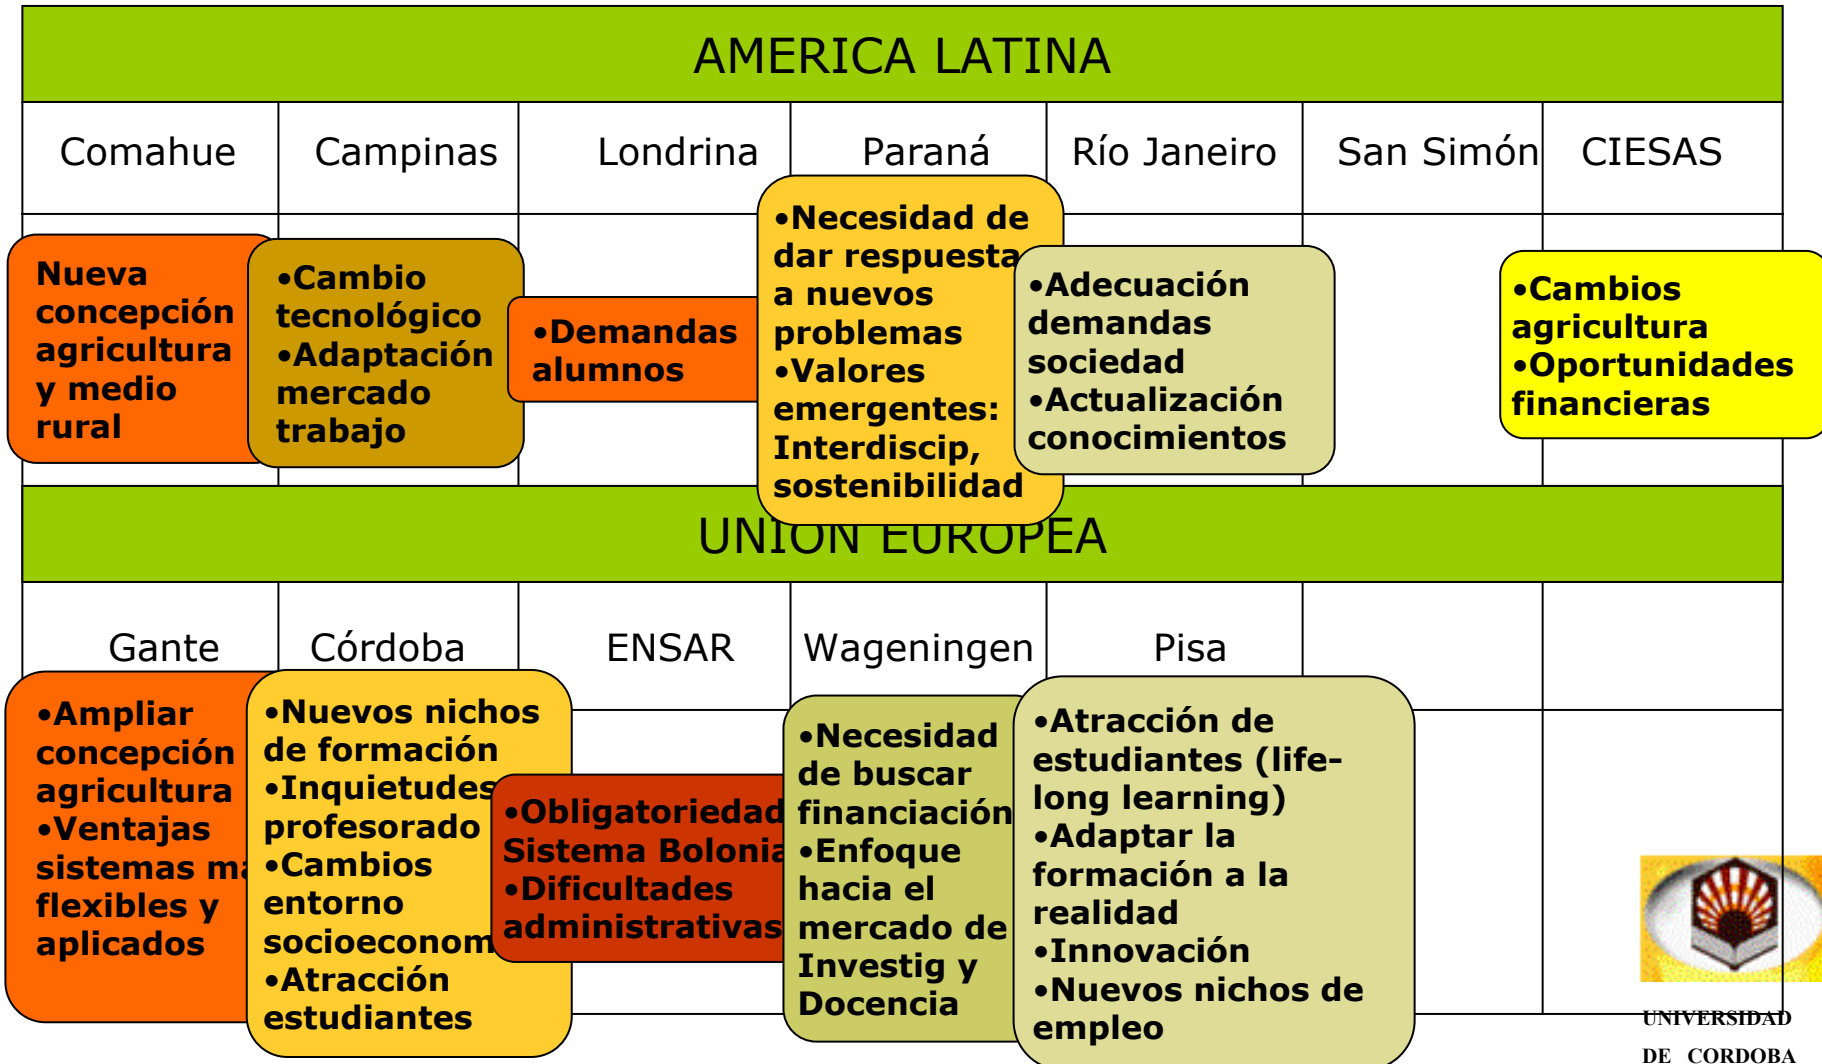 AMERICA LATINA
Comahue
Campinas
Londrina
Paraná
Río Janeiro
San Simón
CIESAS
Nueva
concepción
agricultura
y medio
rural
•Cambio
tecnológico
•Adaptación
mercado
trabajo
•Demandas
alumnos
•Necesidad de
dar respuesta
a nuevos
problemas
•Valores
emergentes:
Interdiscip,
sostenibilidad
•Adecuación
demandas
sociedad
•Actualización
conocimientos
•Cambios
agricultura
•Oportunidades
financieras
UNION EUROPEA
Gante
Córdoba
ENSAR
Wageningen
Pisa
•Ampliar
concepción
agricultura
•Ventajas
sistemas
flexibles y
aplicados
•Nuevos nichos
de formación
•Inquietudes
profesorado
•Cambios
entorno
socioeconom
•Atracción
estudiantes
•Obligatoriedad
Sistema Bolonia
•Dificultades
administrativas
•Necesidad
de buscar
financiación
•Enfoque
hacia el
mercado de
Investig y
Docencia
•Atracción de
estudiantes (life-
long learning)
•Adaptar la
formación a la
realidad
•Innovación
•Nuevos nichos de
empleo
UNIVERSIDAD
DE CORDOBA